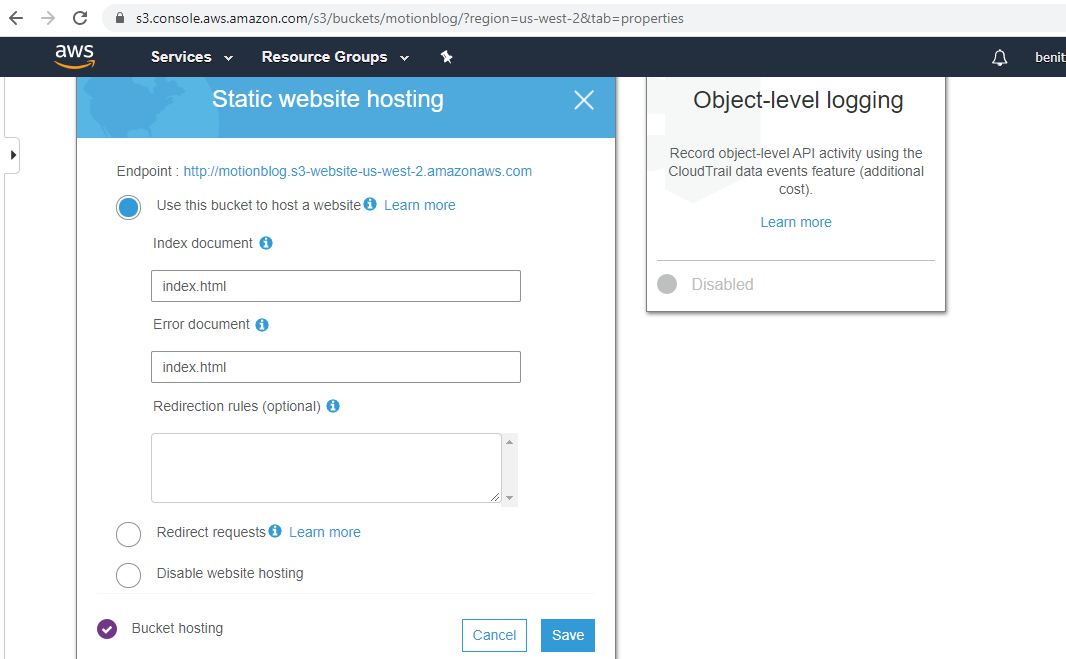 s3.console.aws.amazon.com/s3/buckets/motionblog/?region=us-west-2&tab=properties
aws Services Resource Groups benit
Static website hosting
Endpoint : http://motionblog.s3-website-us-west-2.amazonaws.com
Use this bucket to host a website Learn more
Index document
index.html
Error document
index.html
Redirection rules (optional)
Redirect requests Learn more
Disable website hosting
Bucket hosting
Cancel Save
Object-level logging
Record object-level API activity using the
CloudTrail data events feature (additional
cost).
Learn more
Disabled